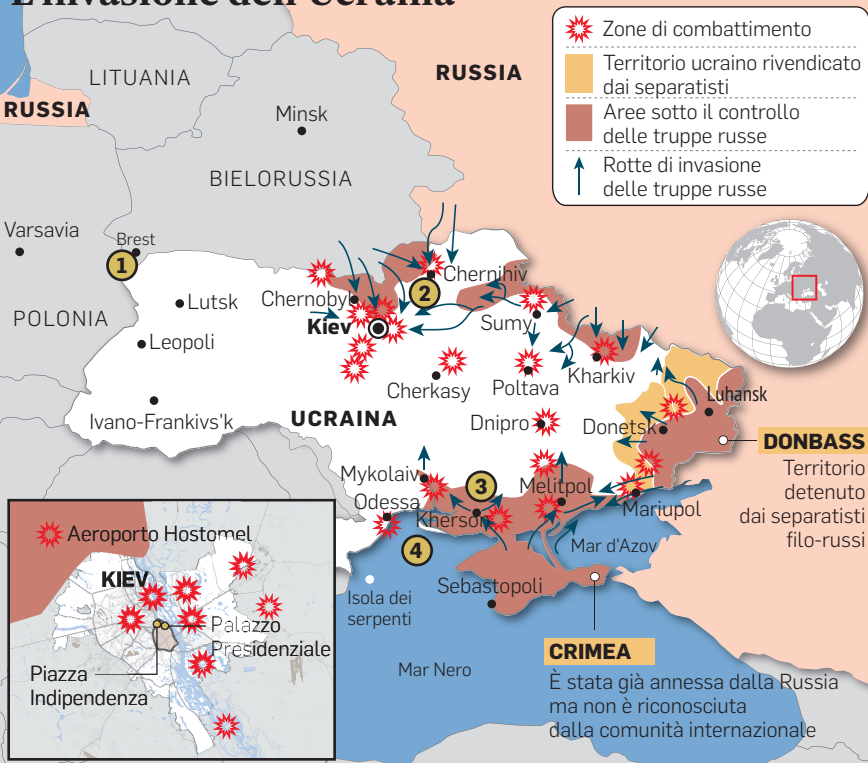 L'invasione dell'Ucraina
Zone di combattimento
Territorio ucraino rivendicato
dai separatisti
Aree sotto il controllo
delle truppe russe
Rotte di invasione
delle truppe russe
LITUANIA
RUSSIA
RUSSIA
Minsk
BIELORUSSIA
Varsavia
Brest
1
POLONIA
Lutsk
Leopoli
Ivano-Frankivs'k
Chernobyl
Chernihiv
2
Kiev
Sumy
Cherkasy
Poltava
Kharkiv
UCRAINA
Dnipro
Donetsk
Luhansk
DONBASS
Territorio
detenuto
dai separatisti
filo-russi
Mykolaiv
3
Melitpol
Odessa
Kherson
Mariupol
4
Mar d'Azov
Isola dei
serpenti
Sebastopoli
Mar Nero
CRIMEA
È stata già annessa dalla Russia
ma non è riconosciuta
dalla comunità internazionale
Aeroporto Hostomel
KIEV
Palazzo
Presidenziale
Piazza
Indipendenza